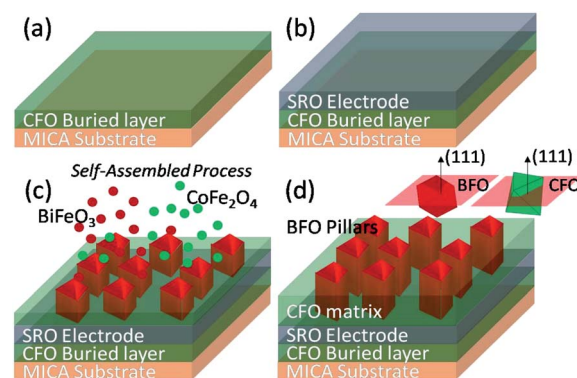 (a)
CFO Buried layer
MICA Substrate
(b)
SRO Electrode
CFO Buried layer
MICA Substrate
(c)
Self-Assembled Process
BiFeO₃
CoFe₂O₄
SRO Electrode
CFO Buried layer
MICA Substrate
(d)
(111)
BFO
(111)
CFO
BFO Pillars
CFO matrix
SRO Electrode
CFO Buried layer
MICA Substrate